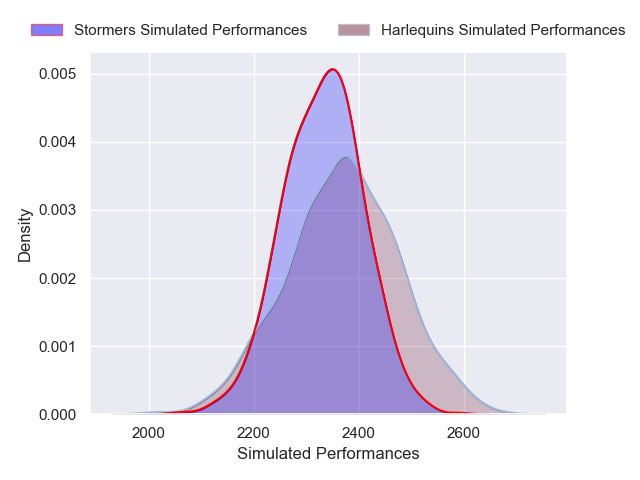 Stormers Simulated Performances Harlequins Simulated Performances
0.005
0.004
0.003
0.002
0.001
0.000
Density
2000 2200 2400 2600
Simulated Performances